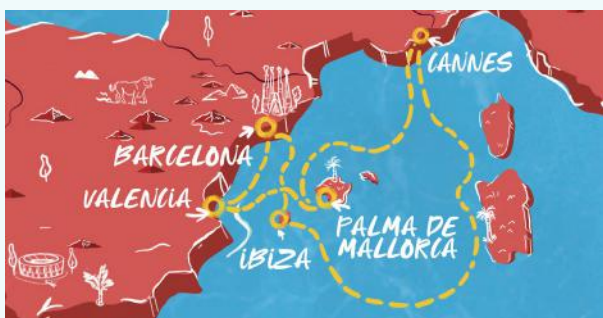 CANNES
BARCELONA
VALENCIA
PALMA DE
MALLORCA
iBiZA